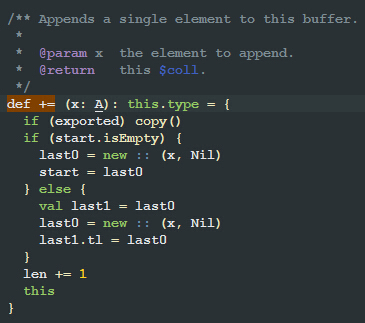 /** Appends a single element to this buffer.
 *
 *  @param x  the element to append.
 *  @return   this $coll.
 */
def += (x: A): this.type = {
  if (exported) copy()
  if (start.isEmpty) {
    last0 = new :: (x, Nil)
    start = last0
  } else {
    val last1 = last0
    last0 = new :: (x, Nil)
    last1.tl = last0
  }
  len += 1
  this
}